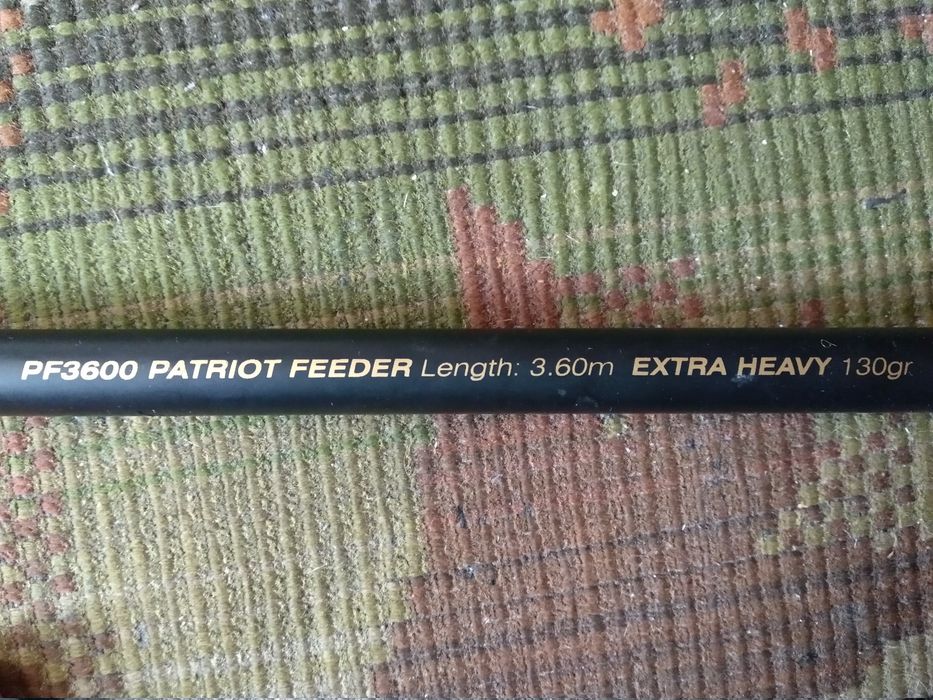 PF3600 PATRIOT FEEDER Length: 3.60m EXTRA HEAVY 130gr